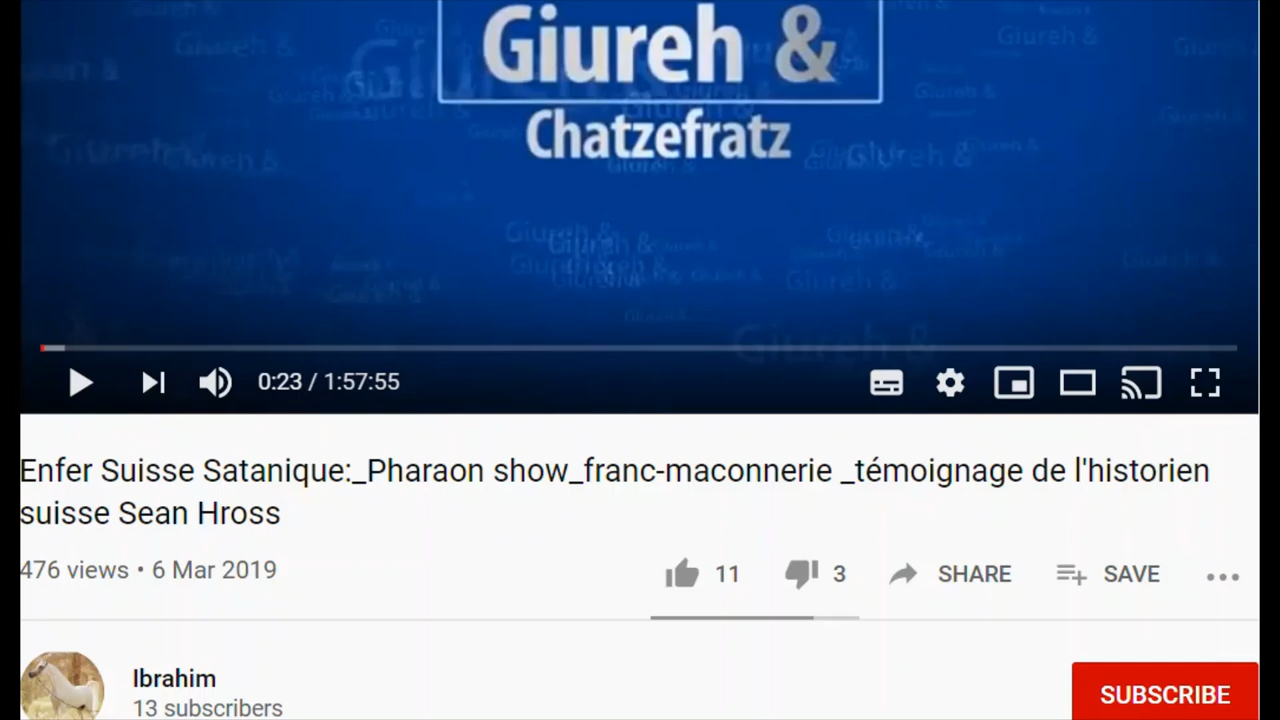 Giureh &
Chatzefratz
0:23 / 1:57:55
Enfer Suisse Satanique:_Pharaon show_franc-maconnerie _témoignage de l'historien
suisse Sean Hross
476 views • 6 Mar 2019
11
3
SHARE
SAVE
Ibrahim
13 subscribers
SUBSCRIBE